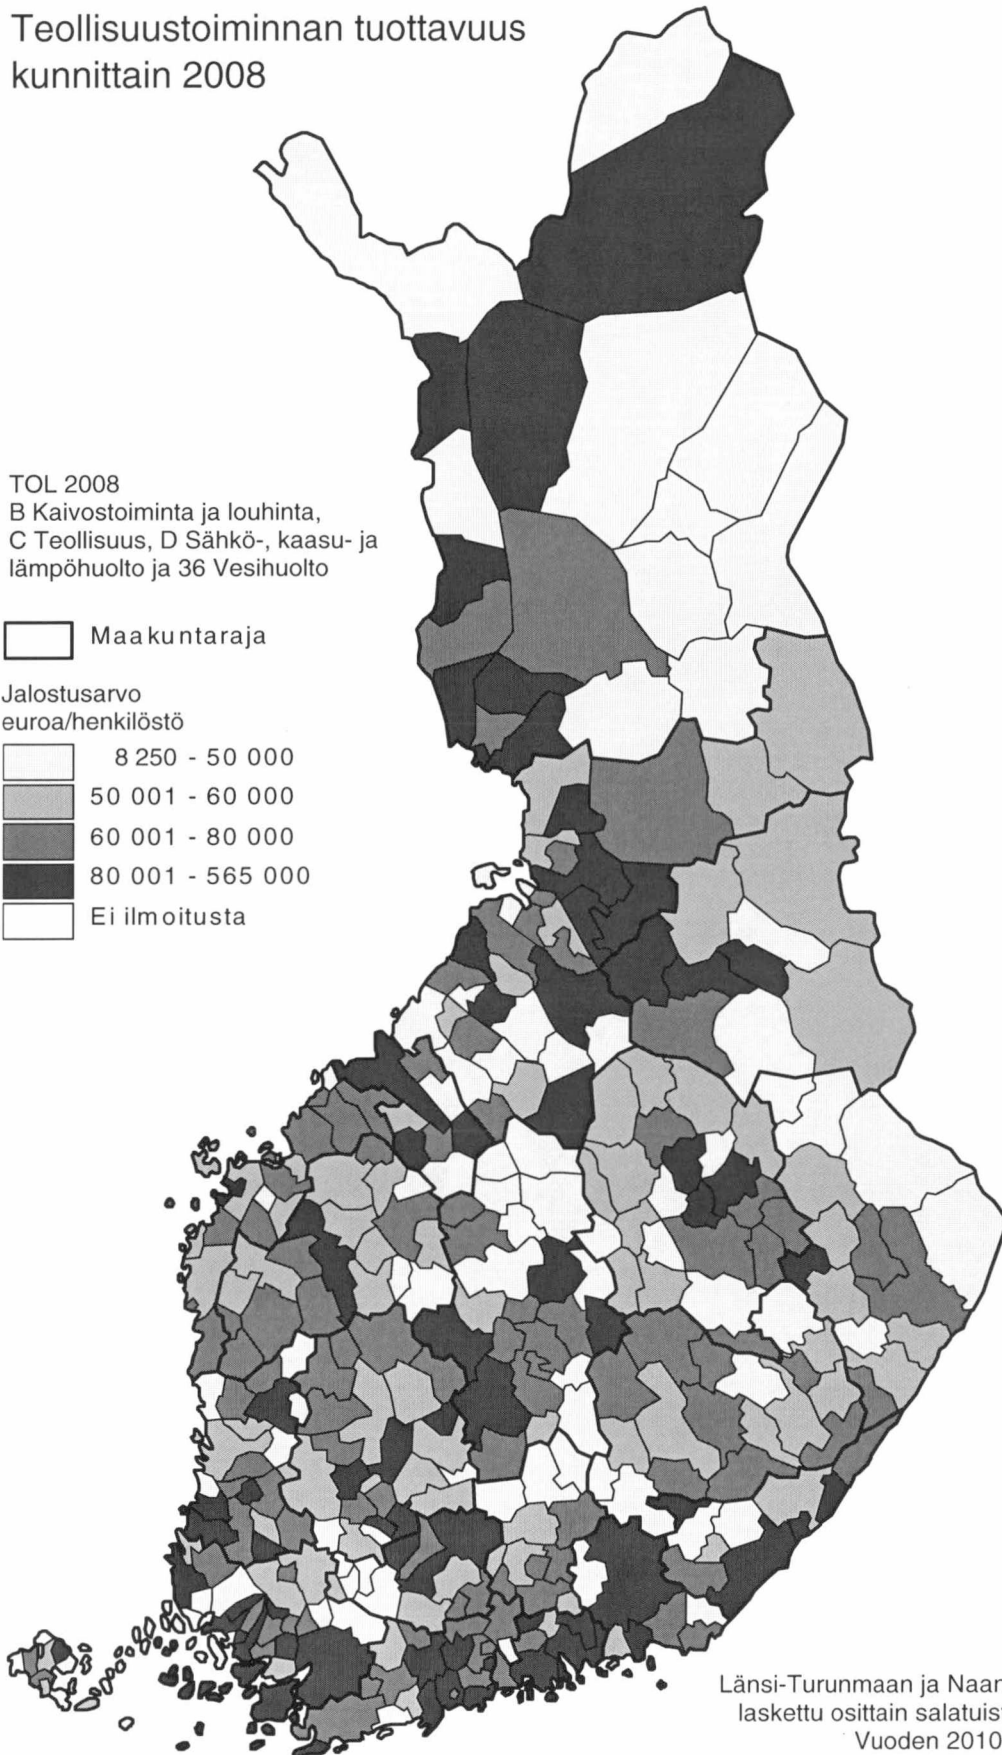 Teollisuustoiminnan tuottavuus
kunnittain 2008
TOL 2008
B Kaivostoiminta ja louhinta,
C Teollisuus, D Sähkö-, kaasu- ja
lämpöhuolto ja 36 Vesihuolto
Maakuntaraja
Jalostusarvo
euroa/henkilöstö
8 250 - 50 000
50 001 - 60 000
60 001 - 80 000
80 001 - 565 000
Ei ilmoitusta
Länsi-Turunmaan ja Naan
laskettu osittain salatuist
Vuoden 2010